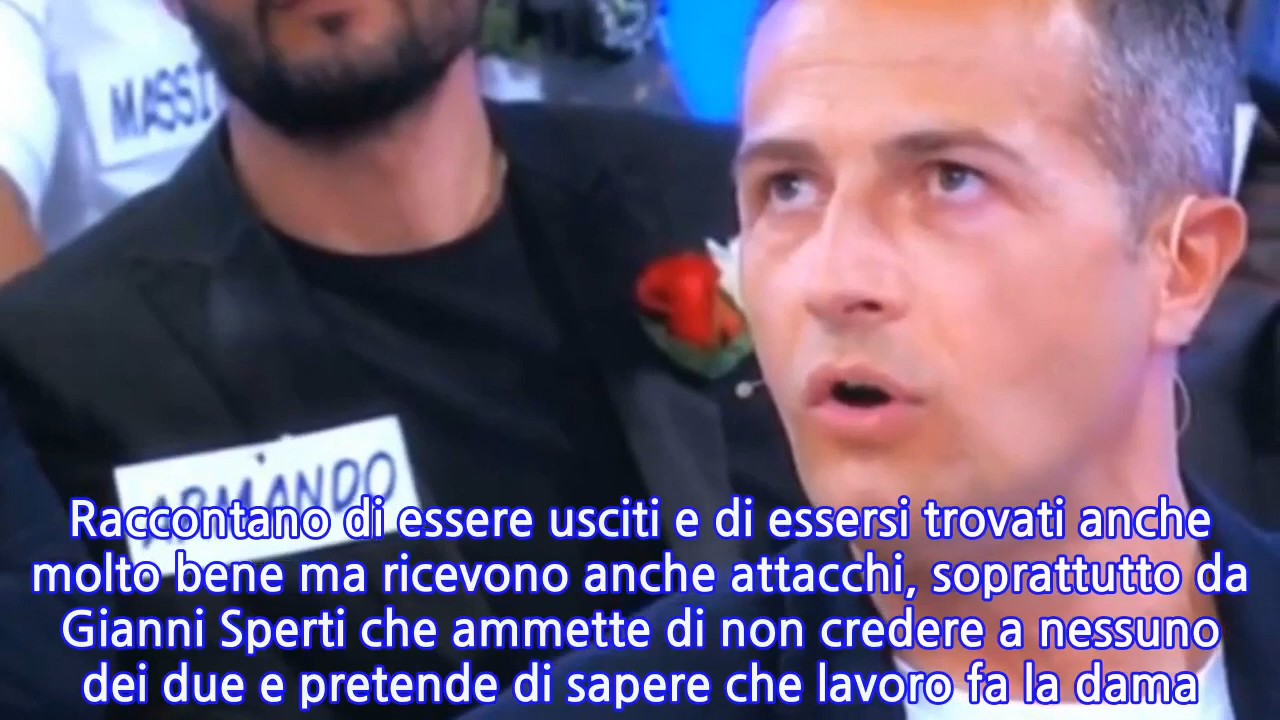 MASSI
ARMANDO
Raccontano di essere usciti e di essersi trovati anche
molto bene ma ricevono anche attacchi, soprattutto da
Gianni Sperti che ammette di non credere a nessuno
dei due e pretende di sapere che lavoro fa la dama